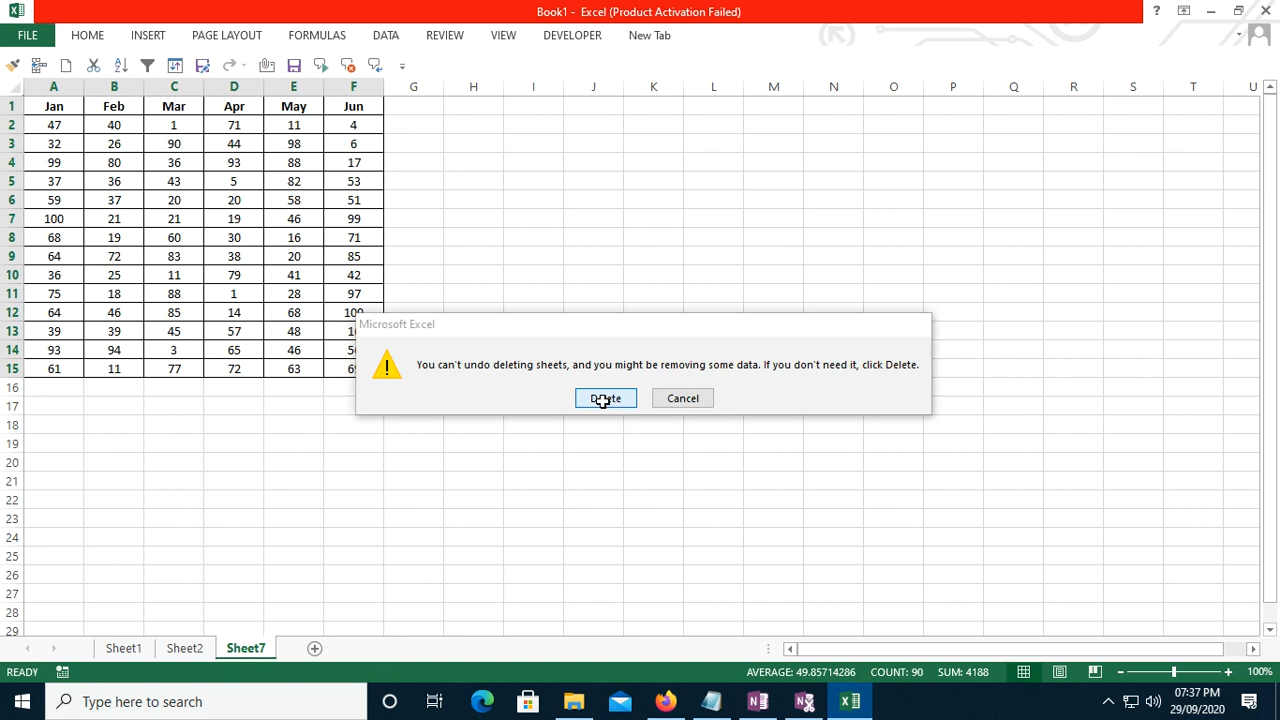 Book1 - Excel (Product Activation Failed)
?
FILE HOME INSERT PAGE LAYOUT FORMULAS DATA REVIEW VIEW DEVELOPER New Tab
A B C D E F G H I J K L M N O P Q R S T U
1 Jan Feb Mar Apr May Jun
2 47 40 1 71 11 4
3 32 26 90 44 98 6
4 99 80 36 93 88 17
5 37 36 43 5 82 53
6 59 37 20 20 58 51
7 100 21 21 19 46 99
8 68 19 60 30 16 71
9 64 72 83 38 20 85
10 36 25 11 79 41 42
11 75 18 88 1 28 97
12 64 46 85 14 68
13 39 39 45 57 48
14 93 94 3 65 46
15 61 11 77 72 63
Microsoft Excel
You can't undo deleting sheets, and you might be removing some data. If you don't need it, click Delete.
Delete Cancel
16
17
18
19
20
21
22
23
24
25
26
27
28
29
Sheet1 Sheet2 Sheet7
READY AVERAGE: 49.85714286 COUNT: 90 SUM: 4188 100%
Type here to search
07:37 PM
29/09/2020